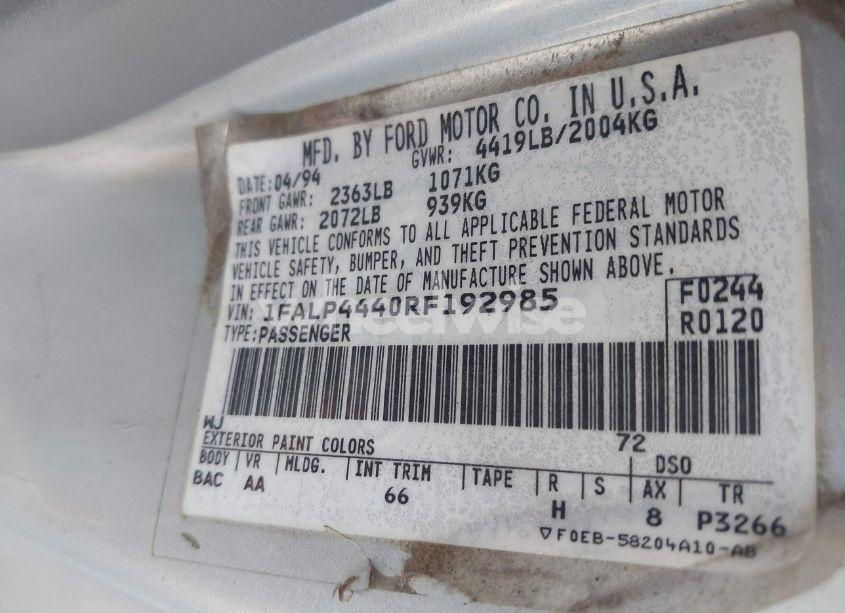 MFD. BY FORD MOTOR CO. IN U.S.A.
DATE: 04/94 GVWR: 4419LB/2004KG
FRONT GAWR: 2363LB 1071KG
REAR GAWR: 2072LB 939KG
THIS VEHICLE CONFORMS TO ALL APPLICABLE FEDERAL MOTOR
VEHICLE SAFETY, BUMPER, AND THEFT PREVENTION STANDARDS
IN EFFECT ON THE DATE OF MANUFACTURE SHOWN ABOVE.
VIN: 1FALP4440RF192985 F0244
TYPE: PASSENGER R0120
WJ
EXTERIOR PAINT COLORS 72 DSO
BODY VR MLDG. INT TRIM TAPE R S AX TR
BAC AA 66 H 8 P3266
▽F0EB-58204A10-AB